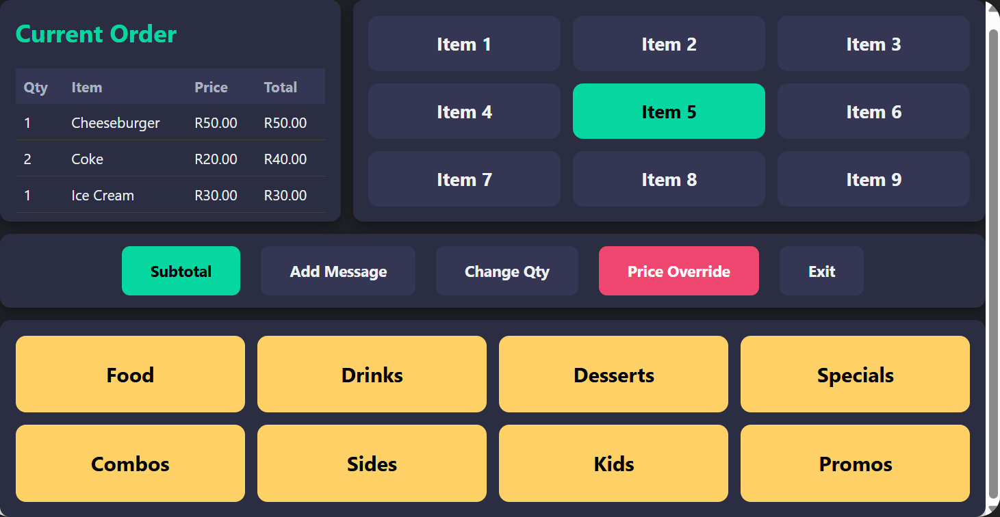 Current Order
Qty Item Price Total
1 Cheeseburger R50.00 R50.00
2 Coke R20.00 R40.00
1 Ice Cream R30.00 R30.00
Item 1 Item 2 Item 3
Item 4 Item 5 Item 6
Item 7 Item 8 Item 9
Subtotal Add Message Change Qty Price Override Exit
Food Drinks Desserts Specials
Combos Sides Kids Promos